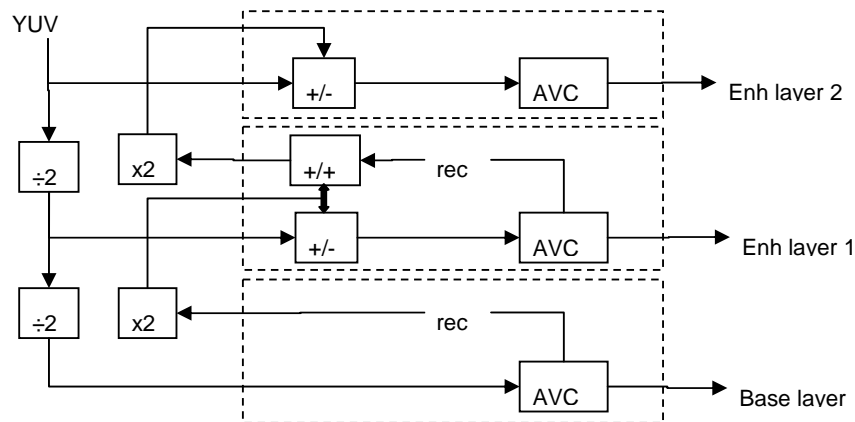 YUV
+/-
AVC
Enh layer 2
÷2
x2
+/+
rec
+/-
AVC
Enh layer 1
÷2
x2
rec
AVC
Base layer